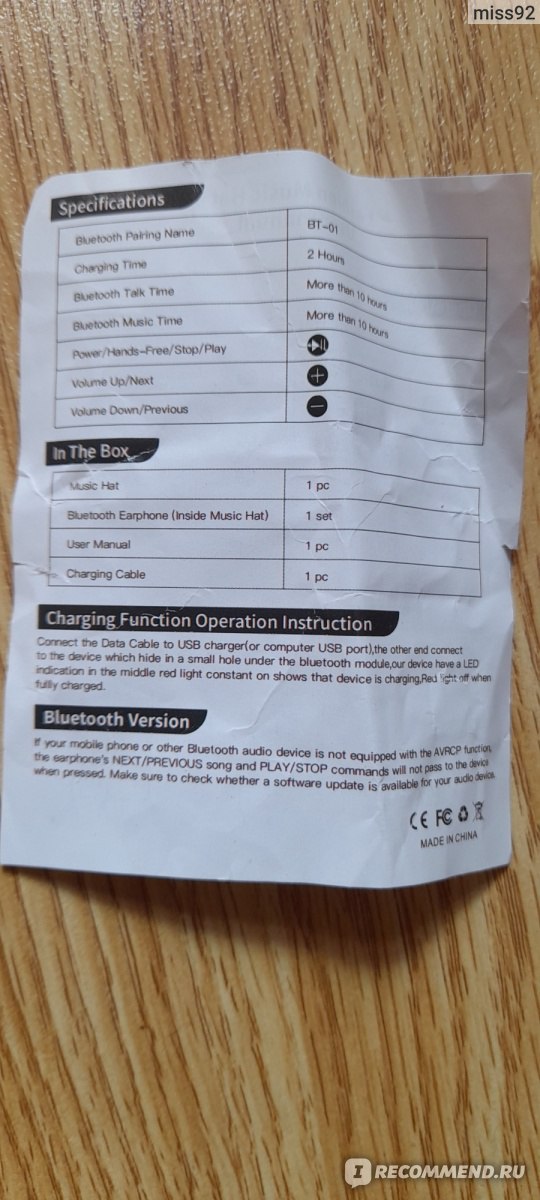 miss92
Specifications
Bluetooth Pairing Name BT-01
Charging Time 2 Hours
Bluetooth Talk Time More than 10 hours
Bluetooth Music Time More than 10 hours
Power/Hands-Free/Stop/Play
Volume Up/Next +
Volume Down/Previous −
In The Box
Music Hat 1 pc
Bluetooth Earphone (Inside Music Hat) 1 set
User Manual 1 pc
Charging Cable 1 pc
Charging Function Operation Instruction
Connect the Data Cable to USB charger(or computer USB port),the other end connect
to the device which hide in a small hole under the bluetooth module,our device have a LED
indication in the middle red light constant on shows that device is charging,Red light off when
fully charged.
Bluetooth Version
If your mobile phone or other Bluetooth audio device is not equipped with the AVRCP function,
the earphone's NEXT/PREVIOUS song and PLAY/STOP commands will not pass to the device
when pressed. Make sure to check whether a software update is available for your audio device.
CE FC
MADE IN CHINA
I RECOMMEND.RU